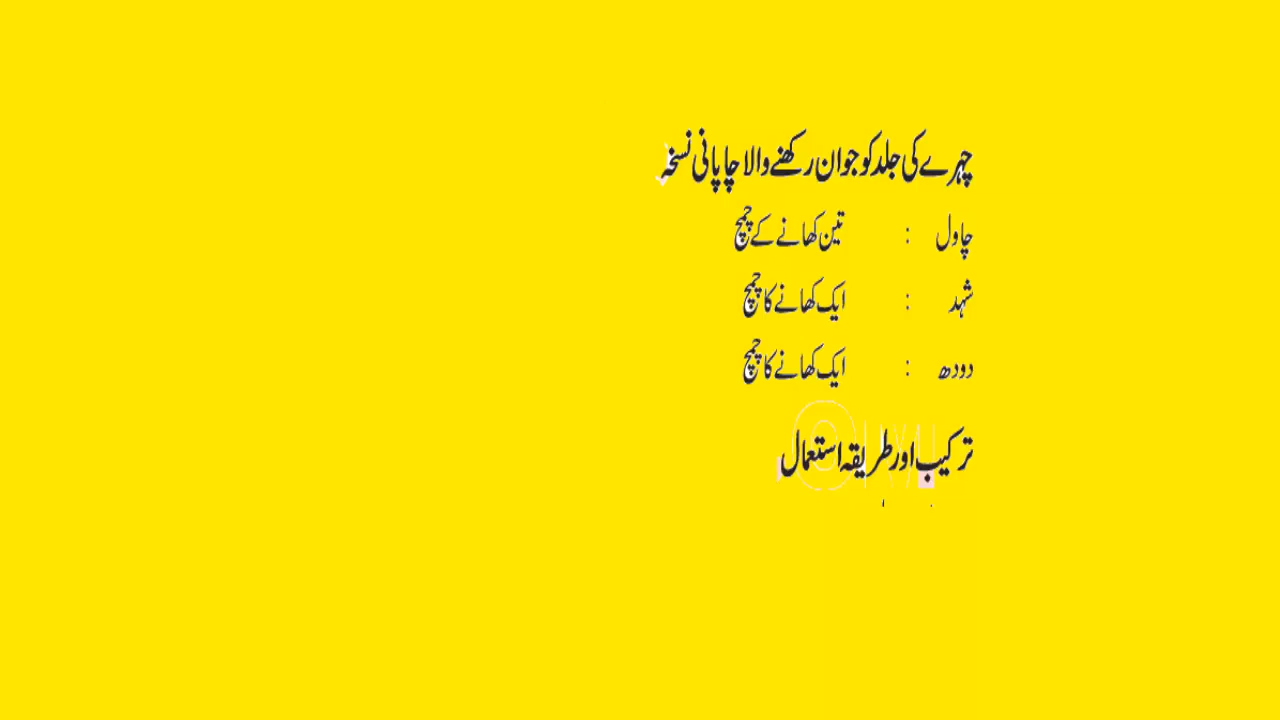 چہرے کی جلد کو جوان رکھنے والا جاپانی نسخہ
چاول : تین کھانے کے چمچ
شہد : ایک کھانے کا چمچ
دودھ : ایک کھانے کا چمچ
ترکیب اور طریقہ استعمال